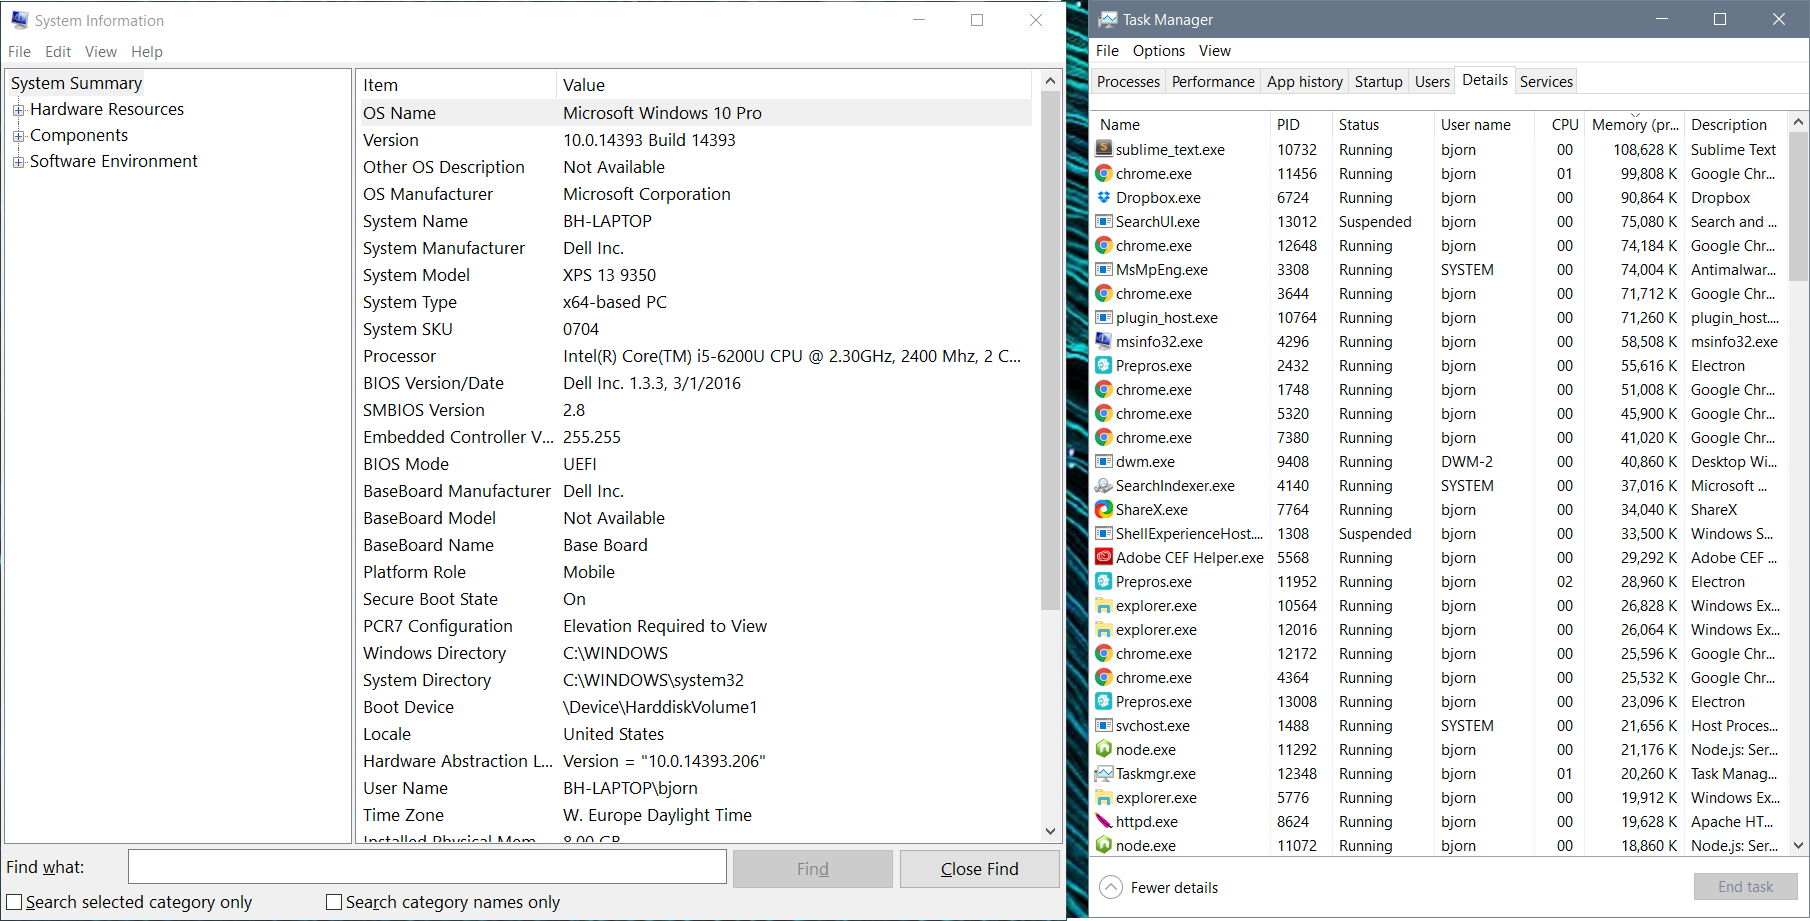 System Information
File Edit View Help
System Summary
Hardware Resources
Components
Software Environment
Item Value
OS Name Microsoft Windows 10 Pro
Version 10.0.14393 Build 14393
Other OS Description Not Available
OS Manufacturer Microsoft Corporation
System Name BH-LAPTOP
System Manufacturer Dell Inc.
System Model XPS 13 9350
System Type x64-based PC
System SKU 0704
Processor Intel(R) Core(TM) i5-6200U CPU @ 2.30GHz, 2400 Mhz, 2 C...
BIOS Version/Date Dell Inc. 1.3.3, 3/1/2016
SMBIOS Version 2.8
Embedded Controller V... 255.255
BIOS Mode UEFI
BaseBoard Manufacturer Dell Inc.
BaseBoard Model Not Available
BaseBoard Name Base Board
Platform Role Mobile
Secure Boot State On
PCR7 Configuration Elevation Required to View
Windows Directory C:\WINDOWS
System Directory C:\WINDOWS\system32
Boot Device \Device\HarddiskVolume1
Locale United States
Hardware Abstraction L... Version = "10.0.14393.206"
User Name BH-LAPTOP\bjorn
Time Zone W. Europe Daylight Time
Installed Physical Mem... 8.00 GB
Find what: Find Close Find
Search selected category only Search category names only
Task Manager
File Options View
Processes Performance App history Startup Users Details Services
Name PID Status User name CPU Memory (pr... Description
sublime_text.exe 10732 Running bjorn 00 108,628 K Sublime Text
chrome.exe 11456 Running bjorn 01 99,808 K Google Chr...
Dropbox.exe 6724 Running bjorn 00 90,864 K Dropbox
SearchUI.exe 13012 Suspended bjorn 00 75,080 K Search and ...
chrome.exe 12648 Running bjorn 00 74,184 K Google Chr...
MsMpEng.exe 3308 Running SYSTEM 00 74,004 K Antimalwar...
chrome.exe 3644 Running bjorn 00 71,712 K Google Chr...
plugin_host.exe 10764 Running bjorn 00 71,260 K plugin_host....
msinfo32.exe 4296 Running bjorn 00 58,508 K msinfo32.exe
Prepros.exe 2432 Running bjorn 00 55,616 K Electron
chrome.exe 1748 Running bjorn 00 51,008 K Google Chr...
chrome.exe 5320 Running bjorn 00 45,900 K Google Chr...
chrome.exe 7380 Running bjorn 00 41,020 K Google Chr...
dwm.exe 9408 Running DWM-2 00 40,860 K Desktop Wi...
SearchIndexer.exe 4140 Running SYSTEM 00 37,016 K Microsoft ...
ShareX.exe 7764 Running bjorn 00 34,040 K ShareX
ShellExperienceHost.... 1308 Suspended bjorn 00 33,500 K Windows S...
Adobe CEF Helper.exe 5568 Running bjorn 00 29,292 K Adobe CEF ...
Prepros.exe 11952 Running bjorn 02 28,960 K Electron
explorer.exe 10564 Running bjorn 00 26,828 K Windows Ex...
explorer.exe 12016 Running bjorn 00 26,064 K Windows Ex...
chrome.exe 12172 Running bjorn 00 25,596 K Google Chr...
chrome.exe 4364 Running bjorn 00 25,532 K Google Chr...
Prepros.exe 13008 Running bjorn 00 23,096 K Electron
svchost.exe 1488 Running SYSTEM 00 21,656 K Host Proces...
node.exe 11292 Running bjorn 00 21,176 K Node.js: Ser...
Taskmgr.exe 12348 Running bjorn 01 20,260 K Task Manag...
explorer.exe 5776 Running bjorn 00 19,912 K Windows Ex...
httpd.exe 8624 Running bjorn 00 19,628 K Apache HT...
node.exe 11072 Running bjorn 00 18,860 K Node.js: Ser...
Fewer details End task